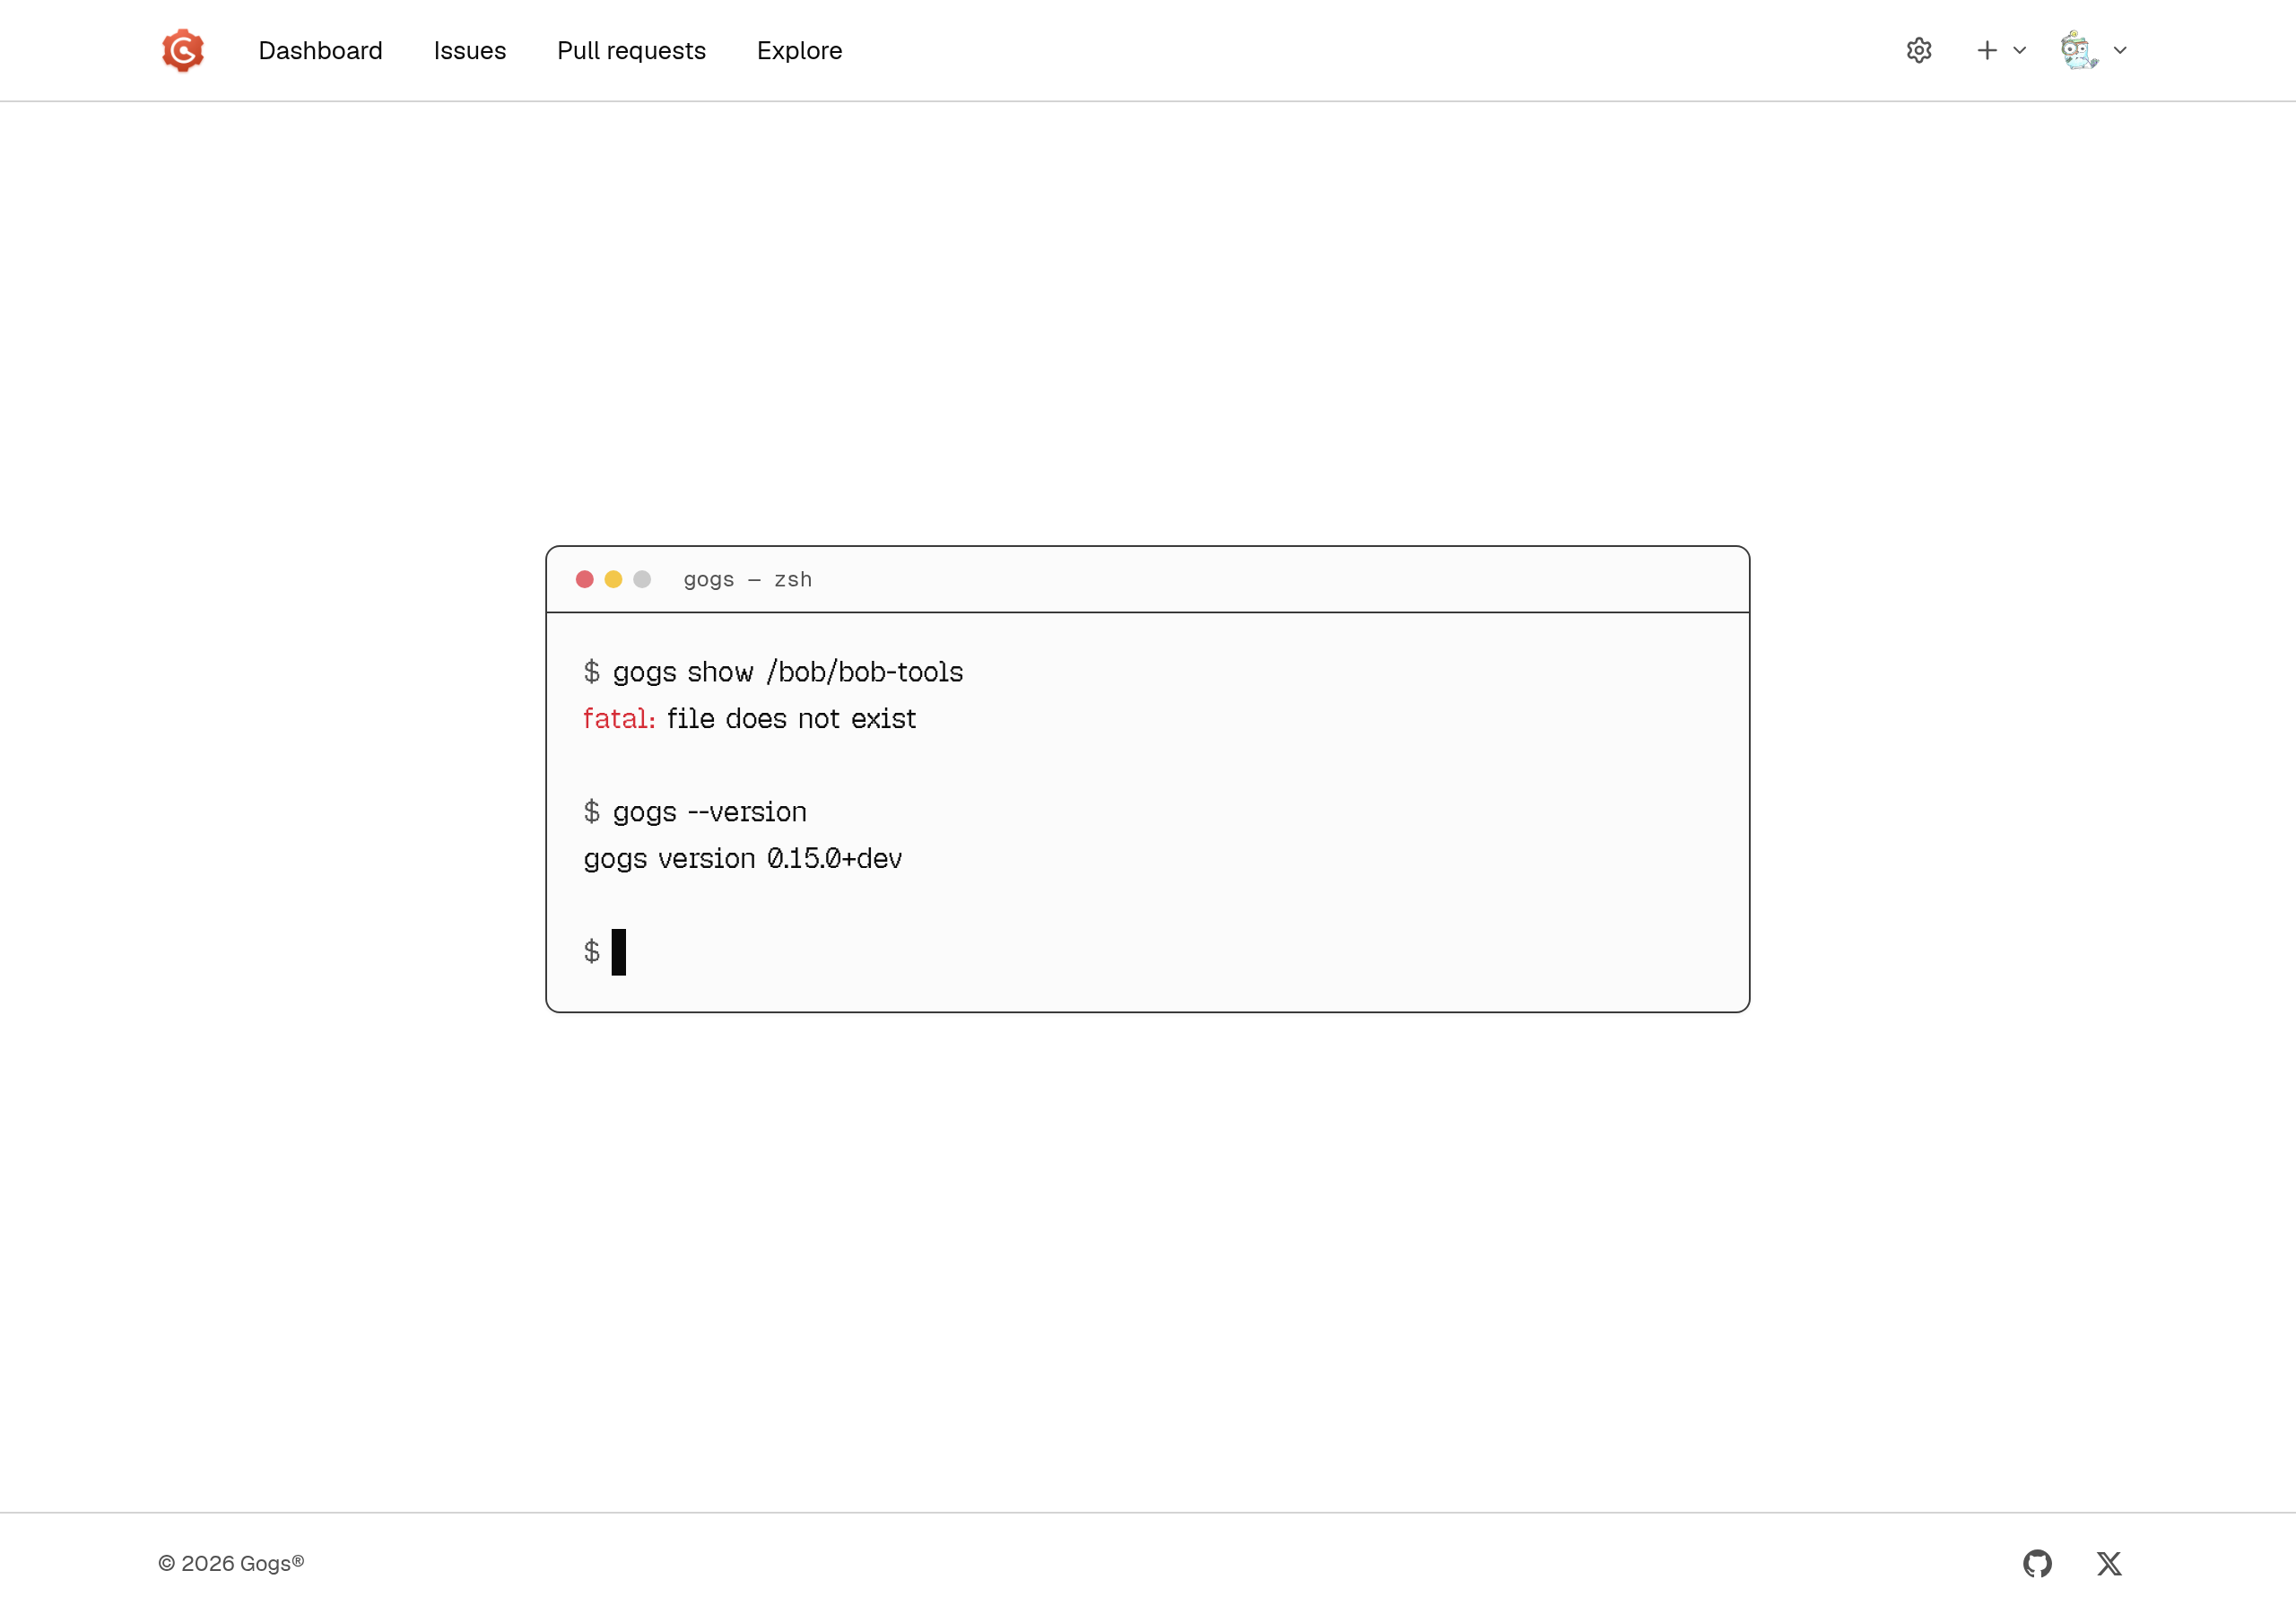 Dashboard Issues Pull requests Explore
gogs — zsh
$ gogs show /bob/bob-tools
fatal: file does not exist
$ gogs --version
gogs version 0.15.0+dev
$
© 2026 Gogs®